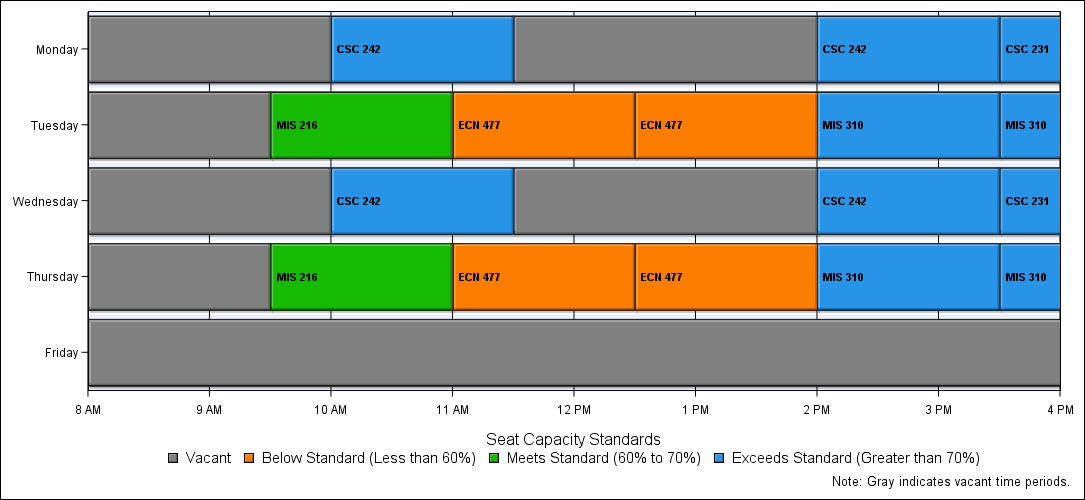 Monday
CSC 242
CSC 242
CSC 231
Tuesday
MIS 216
ECN 477
ECN 477
MIS 310
MIS 310
Wednesday
CSC 242
CSC 242
CSC 231
Thursday
MIS 216
ECN 477
ECN 477
MIS 310
MIS 310
Friday
8 AM 9 AM 10 AM 11 AM 12 PM 1 PM 2 PM 3 PM 4 PM
Seat Capacity Standards
Vacant Below Standard (Less than 60%) Meets Standard (60% to 70%) Exceeds Standard (Greater than 70%)
Note: Gray indicates vacant time periods.